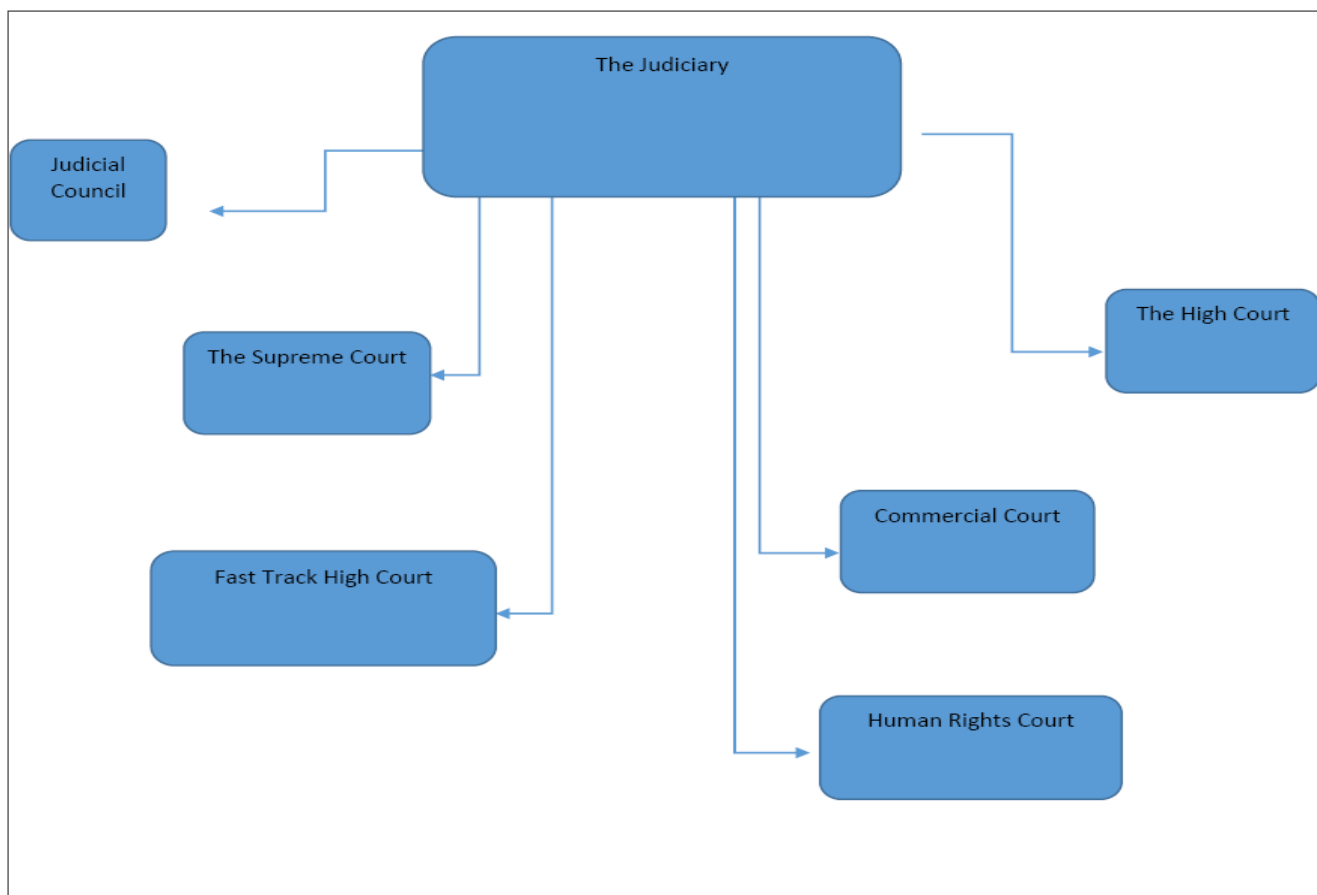 The Judiciary
Judicial
Council
The High Court
The Supreme Court
Commercial Court
Fast Track High Court
Human Rights Court